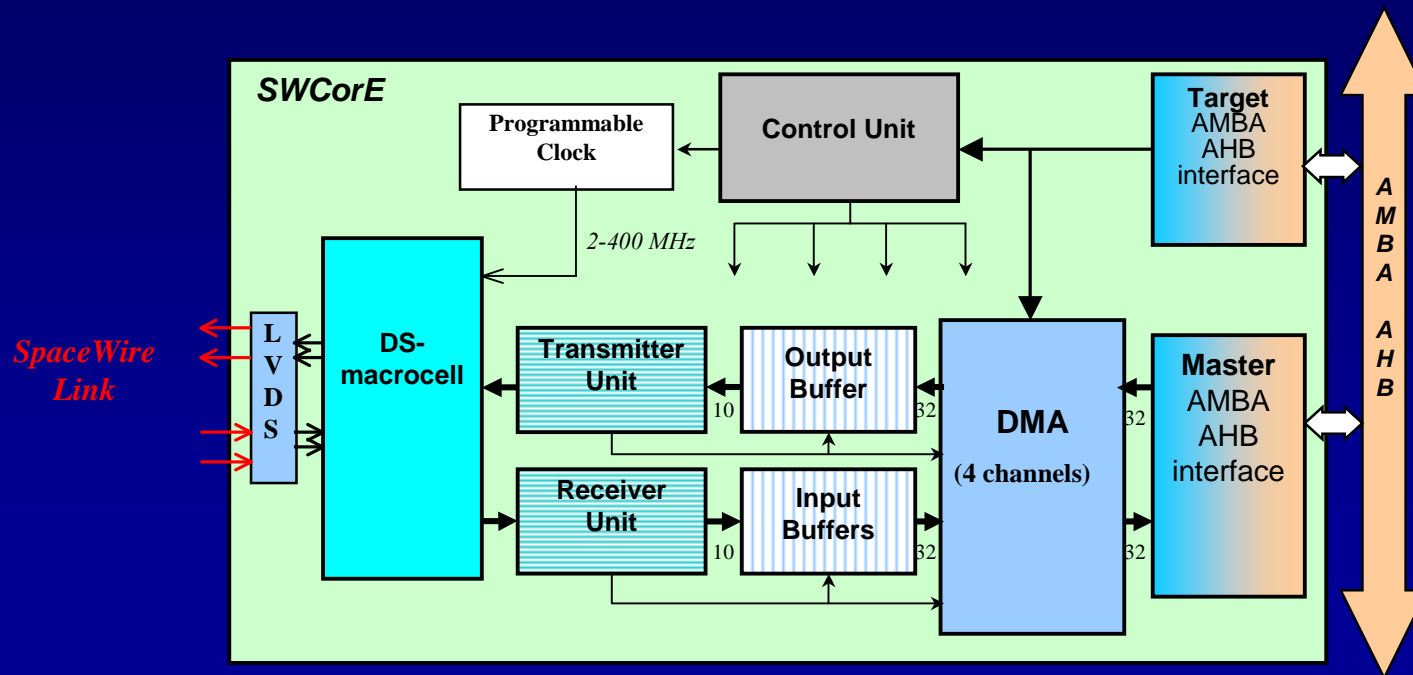 SWCorE
Programmable
Clock
Control Unit
Target
AMBA
AHB
interface
2-400 MHz
SpaceWire
Link
L
V
D
S
DS-
macrocell
Transmitter
Unit
10
Output
Buffer
32
DMA
(4 channels)
32
Master
AMBA
AHB
interface
Receiver
Unit
10
Input
Buffers
32
32
A
M
B
A
A
H
B